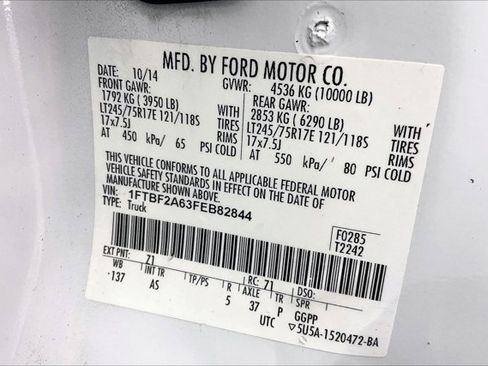 MFD. BY FORD MOTOR CO.
DATE: 10/14 GVWR: 4536 KG (10000 LB)
FRONT GAWR: REAR GAWR:
1792 KG (3950 LB) 2853 KG (6290 LB)
LT245/75R17E 121/118S TIRES LT245/75R17E 121/118S TIRES
17x7.5J RIMS 17x7.5J RIMS
AT 450 kPa/ 65 PSI COLD AT 550 kPa/ 80 PSI COLD
THIS VEHICLE CONFORMS TO ALL APPLICABLE FEDERAL MOTOR
VEHICLE SAFETY STANDARDS IN EFFECT ON THE DATE OF
MANUFACTURE SHOWN ABOVE.
VIN: 1FTBF2A63FEB82844
TYPE: Truck
F0285
T2242
EXT PNT: Z1 RC: 71 DSO:
WB INT TR TP/PS R AXLE TR SPR
137 AS 5 37 P GGPP
UTC ▽5U5A-1520472-BA